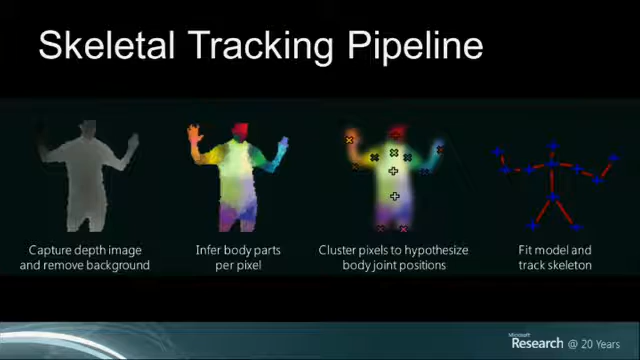 Skeletal Tracking Pipeline
Capture depth image
and remove background
Infer body parts
per pixel
Cluster pixels to hypothesize
body joint positions
Fit model and
track skeleton
Microsoft
Research @ 20 Years